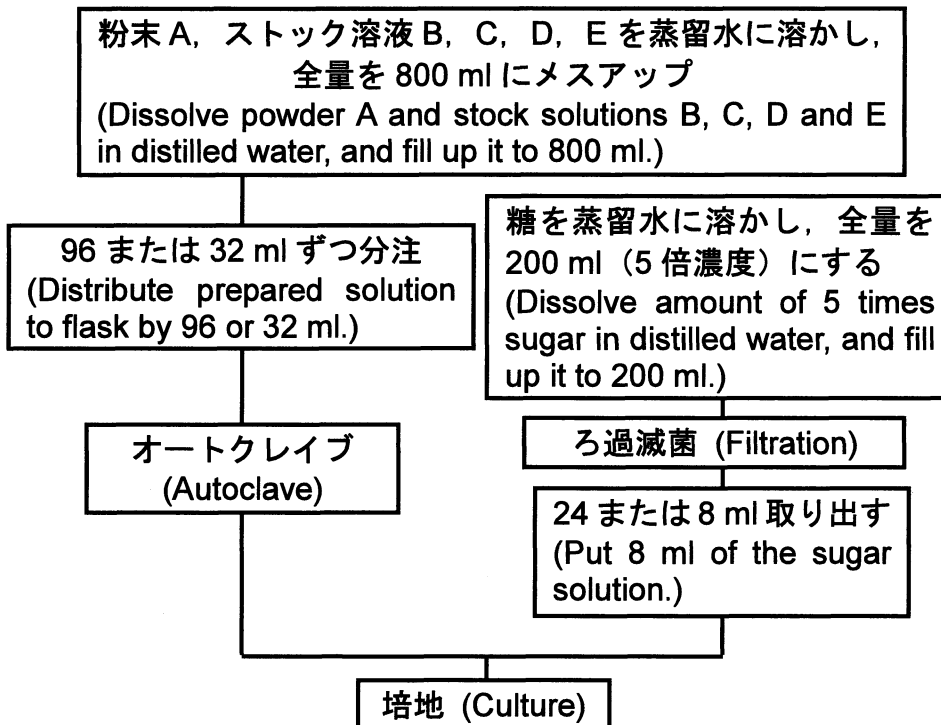 粉末 A，ストック溶液 B，C，D，E を蒸留水に溶かし，
全量を 800 ml にメスアップ
(Dissolve powder A and stock solutions B, C, D and E
in distilled water, and fill up it to 800 ml.)
96 または 32 ml ずつ分注
(Distribute prepared solution
to flask by 96 or 32 ml.)
オートクレイブ
(Autoclave)
糖を蒸留水に溶かし，全量を
200 ml（5 倍濃度）にする
(Dissolve amount of 5 times
sugar in distilled water, and fill
up it to 200 ml.)
ろ過滅菌 (Filtration)
24 または 8 ml 取り出す
(Put 8 ml of the sugar
solution.)
培地 (Culture)